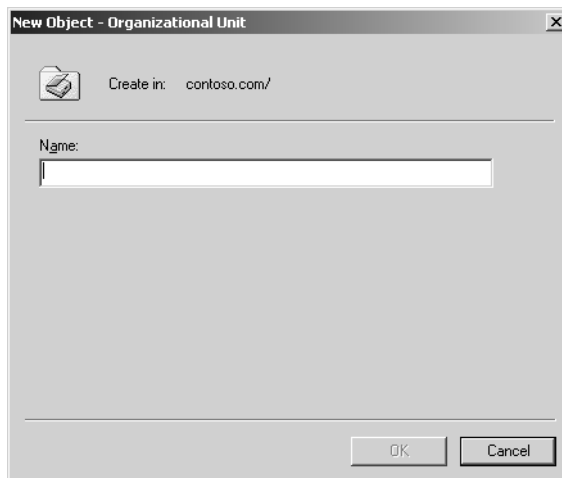 New Object - Organizational Unit
Create in: contoso.com/
Name:
OK Cancel